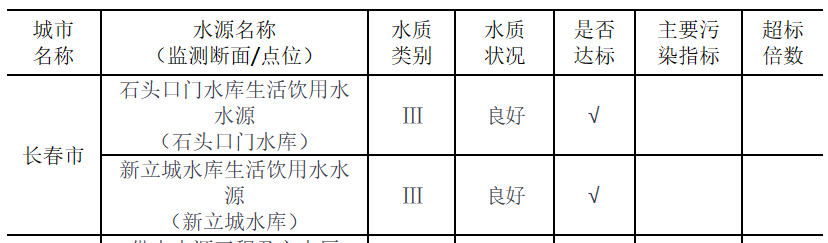 城市名称 水源名称（监测断面/点位） 水质类别 水质状况 是否达标 主要污染指标 超标倍数
长春市
石头口门水库生活饮用水
水源
（石头口门水库）
Ⅲ 良好 √
新立城水库生活饮用水水
源
（新立城水库）
Ⅲ 良好 √